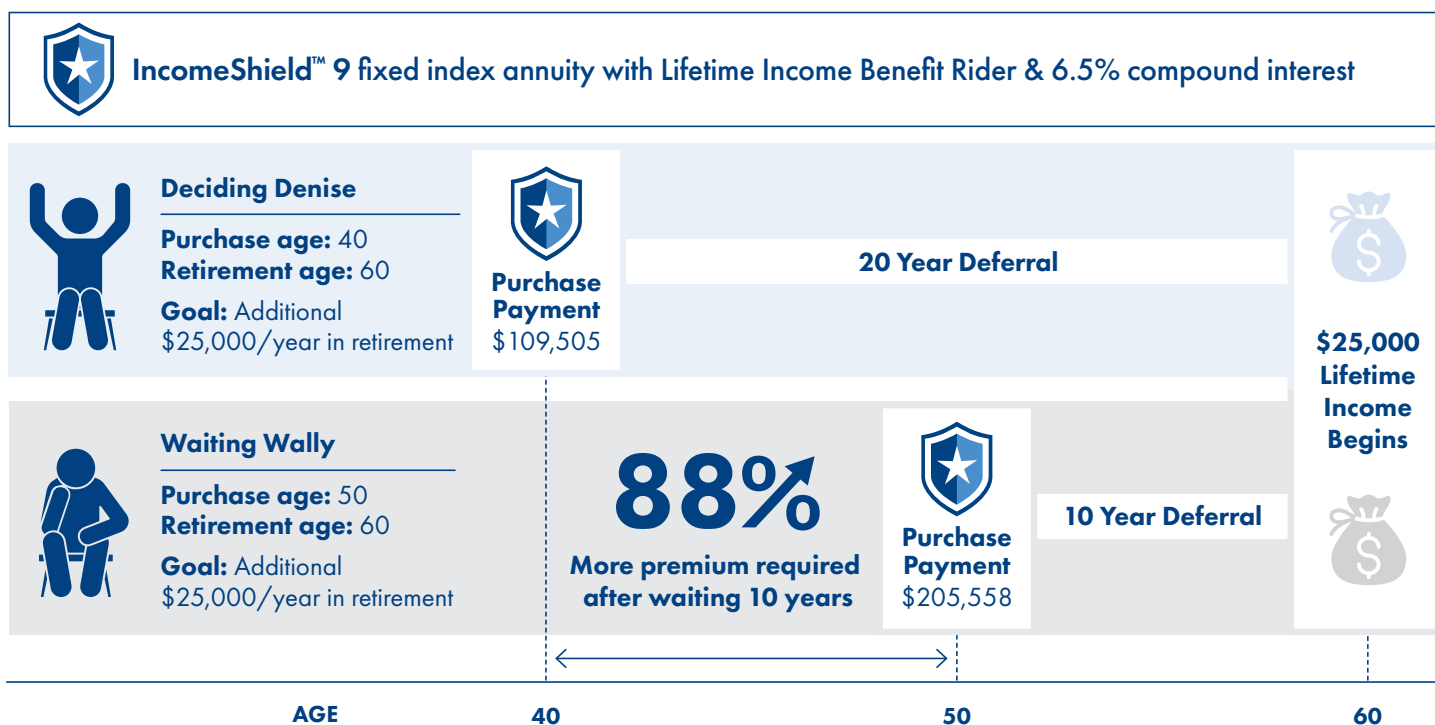 IncomeShield™ 9 fixed index annuity with Lifetime Income Benefit Rider & 6.5% compound interest
Deciding Denise
Purchase age: 40
Retirement age: 60
Goal: Additional
$25,000/year in retirement
Purchase
Payment
$109,505
20 Year Deferral
$
$25,000
Lifetime
Income
Begins
Waiting Wally
Purchase age: 50
Retirement age: 60
Goal: Additional
$25,000/year in retirement
88%
More premium required
after waiting 10 years
Purchase
Payment
$205,558
10 Year Deferral
$
AGE
40
50
60